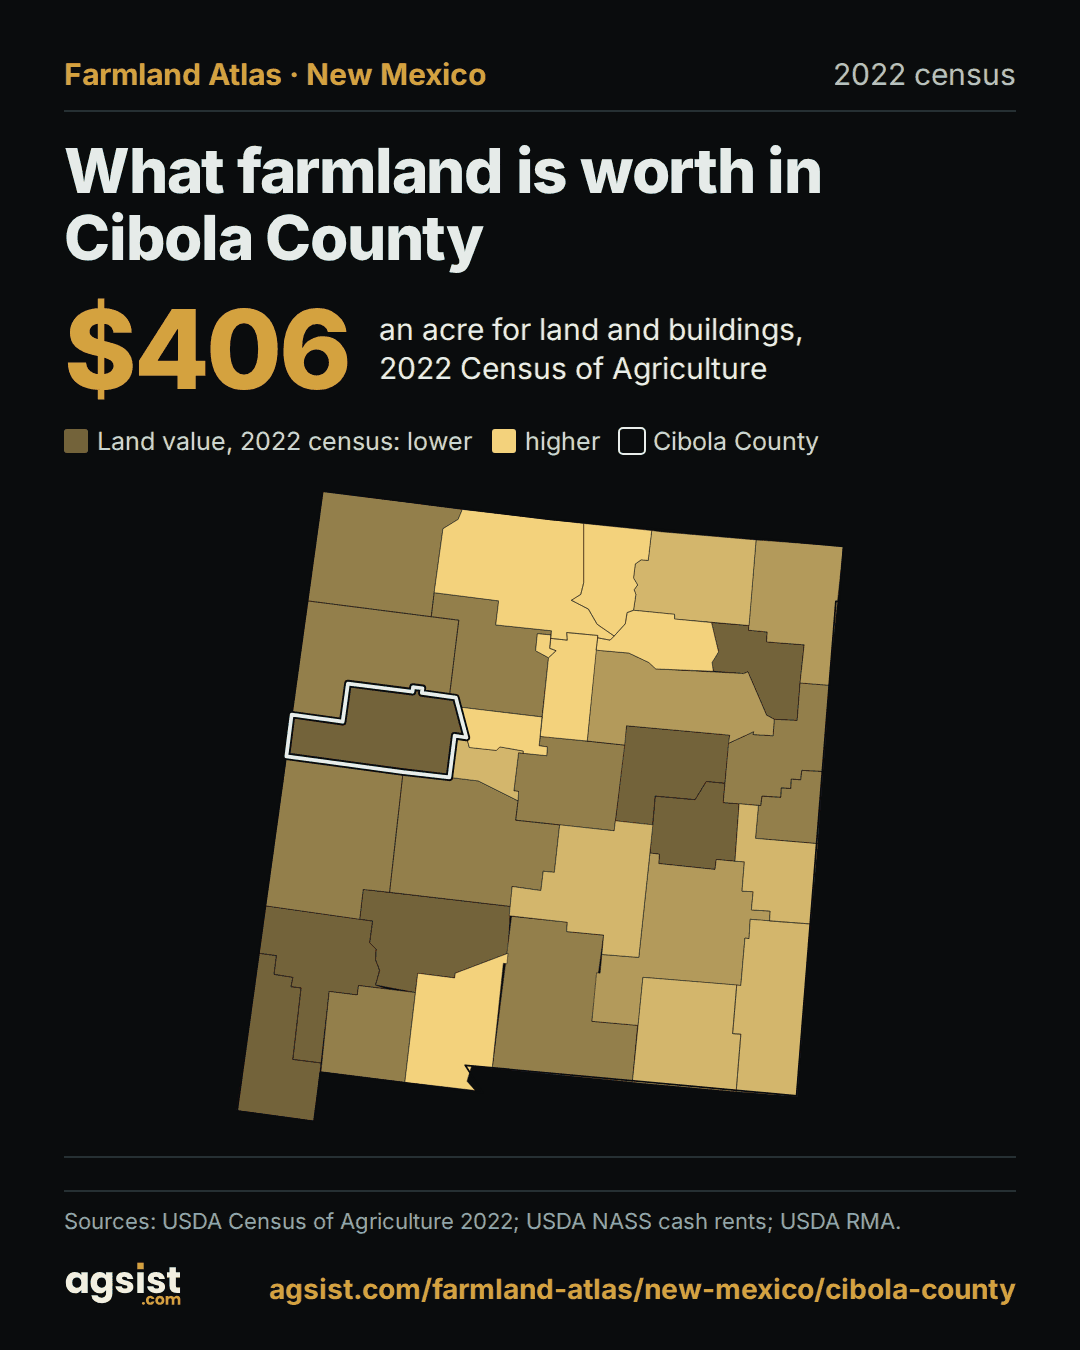 Farmland Atlas · New Mexico
2022 census
What farmland is worth in
Cibola County
$406
an acre for land and buildings,
2022 Census of Agriculture
Land value, 2022 census: lower
higher
Cibola County
Sources: USDA Census of Agriculture 2022; USDA NASS cash rents; USDA RMA.
agsist
.com
agsist.com/farmland-atlas/new-mexico/cibola-county